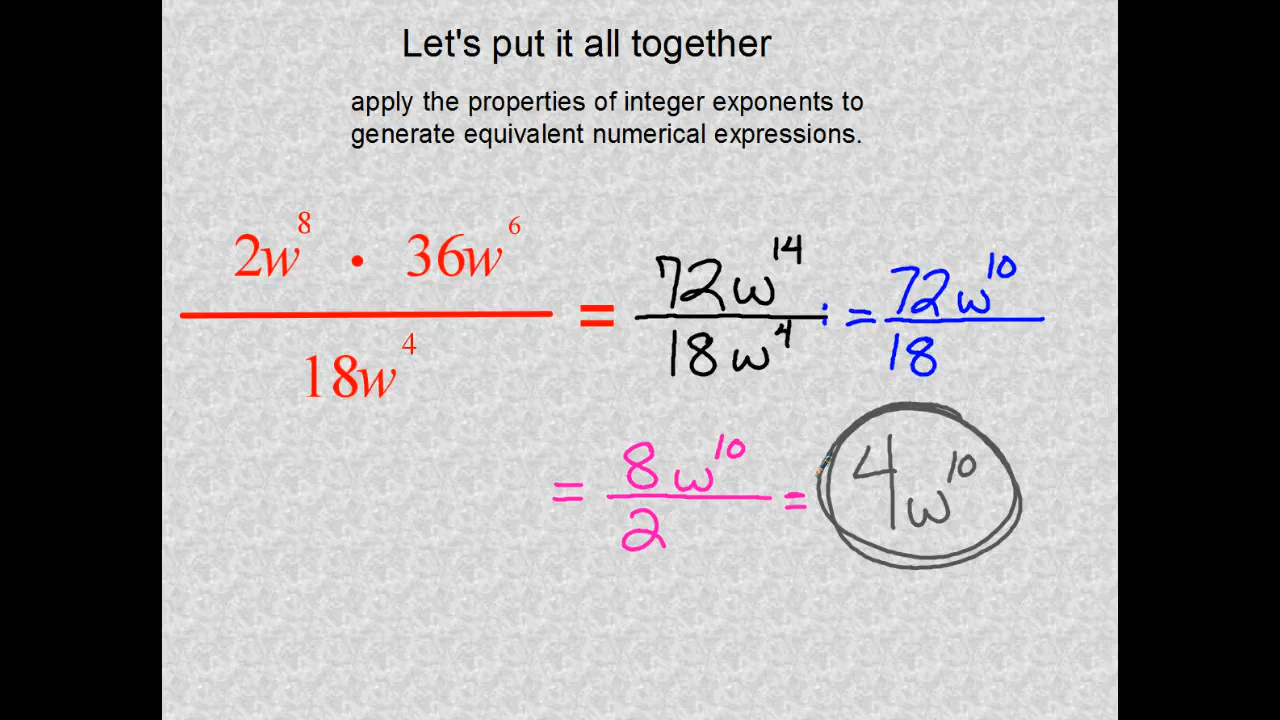 Let's put it all together
apply the properties of integer exponents to
generate equivalent numerical expressions.
2w⁸ · 36w⁶ = 72w¹⁴ = 72w¹⁰
18w⁴ 18w⁴ 18
= 8w¹⁰ = 4w¹⁰
2